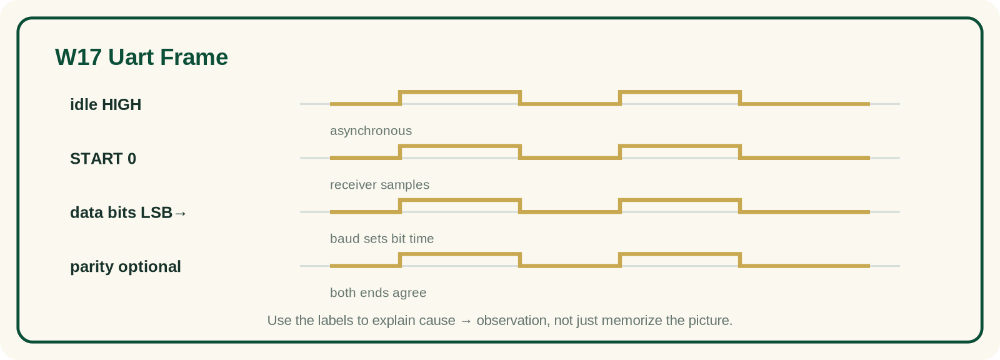 W17 Uart Frame
idle HIGH
asynchronous
START 0
receiver samples
data bits LSB→
baud sets bit time
parity optional
both ends agree
Use the labels to explain cause → observation, not just memorize the picture.